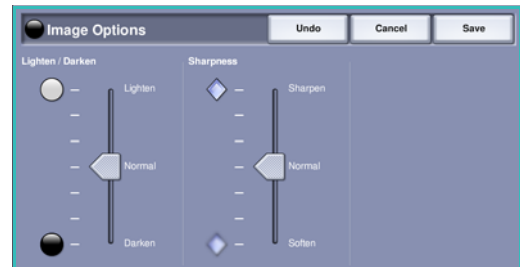 Image Options
Undo
Cancel
Save
Lighten / Darken
Sharpness
Lighten
Sharpen
Normal
Normal
Darken
Soften